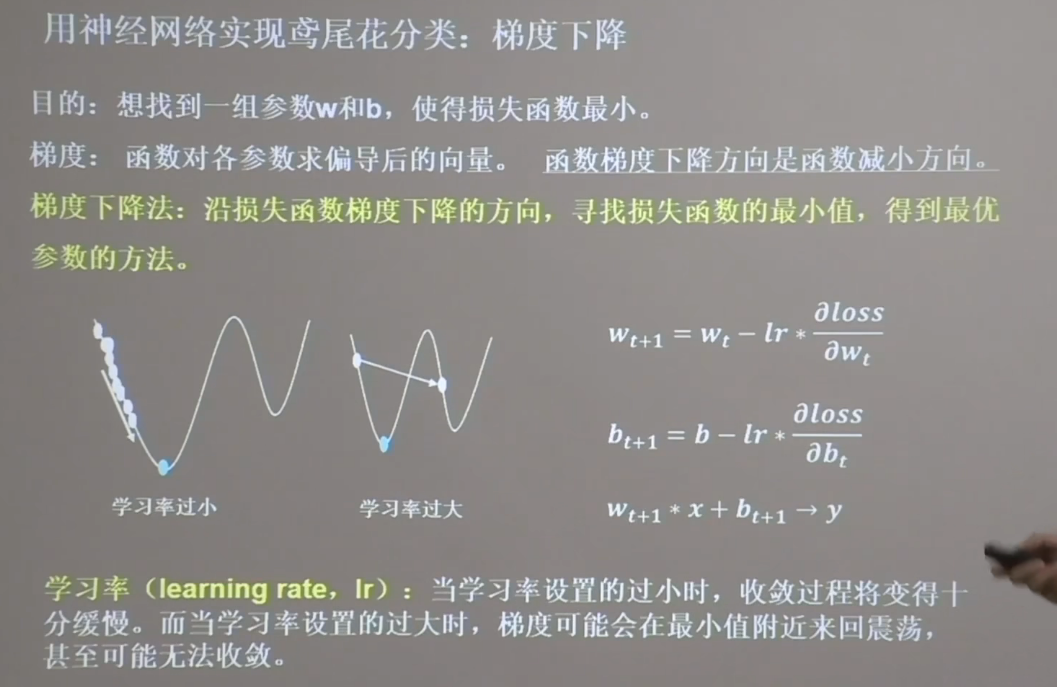 用神经网络实现鸢尾花分类：梯度下降
目的：想找到一组参数w和b，使得损失函数最小。
梯度： 函数对各参数求偏导后的向量。 函数梯度下降方向是函数减小方向。
梯度下降法：沿损失函数梯度下降的方向，寻找损失函数的最小值，得到最优
参数的方法。
w_{t+1} = w_t − lr * ∂loss/∂w_t
b_{t+1} = b − lr * ∂loss/∂b_t
w_{t+1} * x + b_{t+1} → y
学习率过小
学习率过大
学习率（learning rate，lr）：当学习率设置的过小时，收敛过程将变得十
分缓慢。而当学习率设置的过大时，梯度可能会在最小值附近来回震荡，
甚至可能无法收敛。